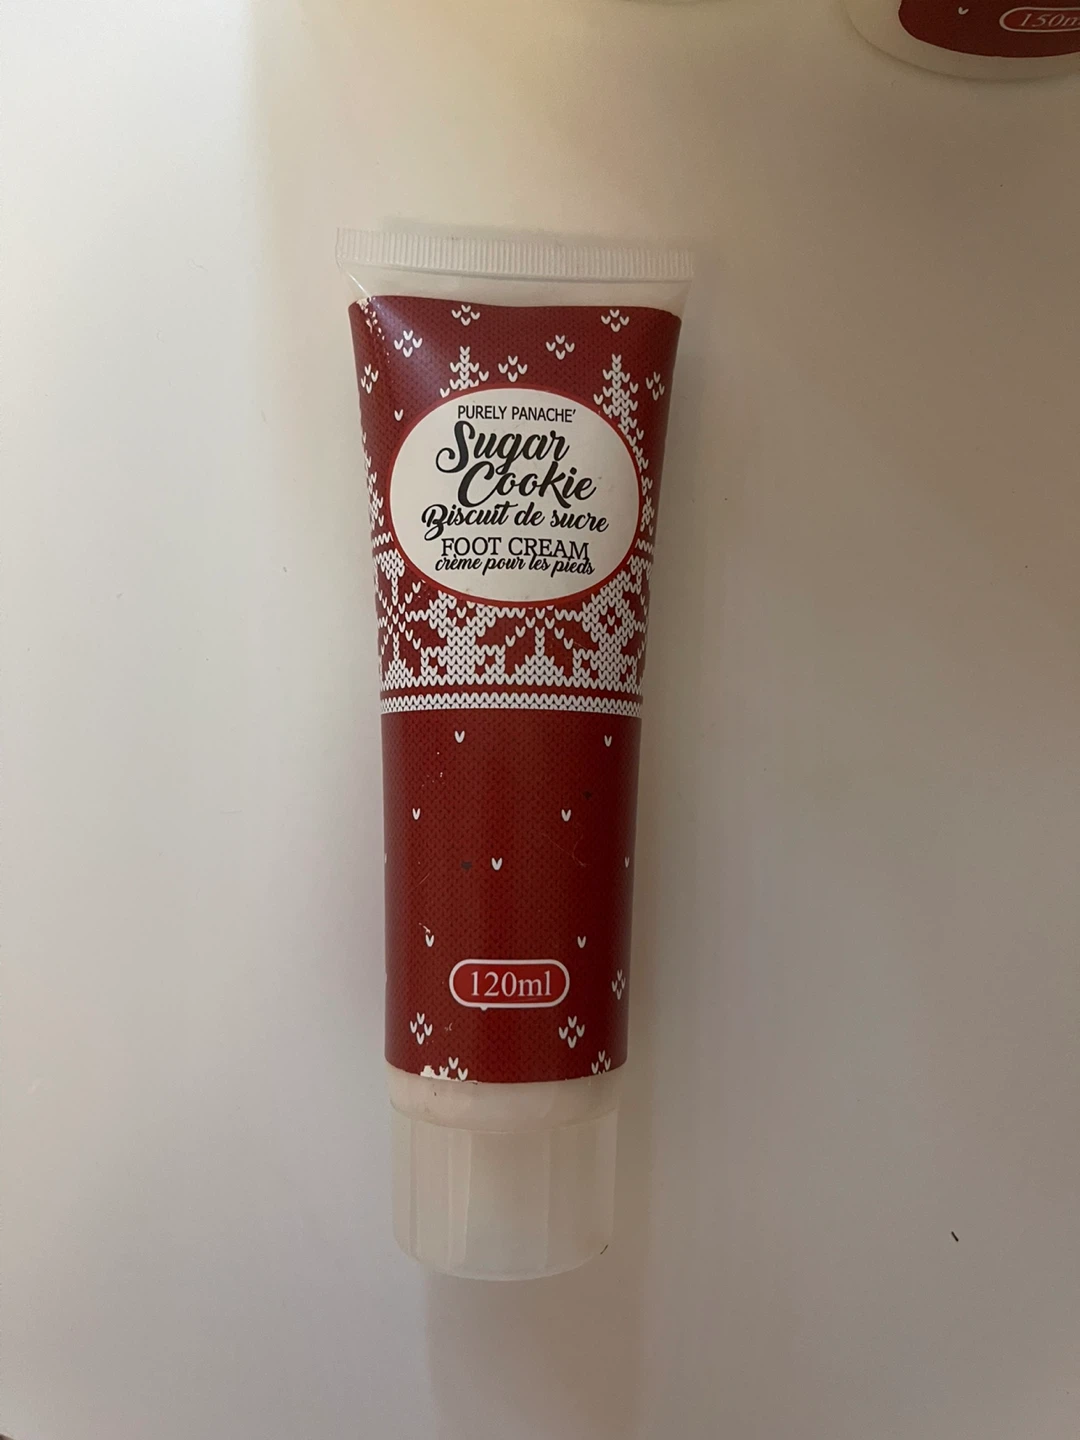 150m
PURELY PANACHE'
Sugar
Cookie
Biscuit de sucre
FOOT CREAM
crème pour les pieds
120ml